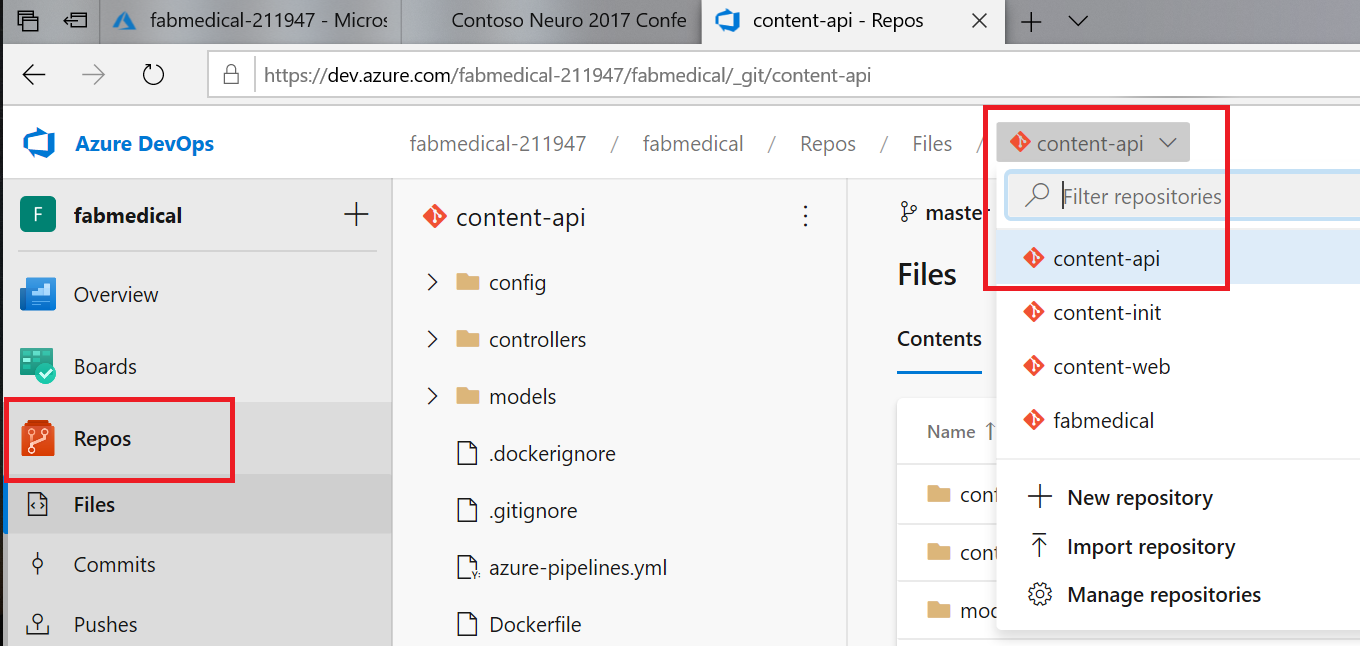 fabmedical-211947 - Micros
Contoso Neuro 2017 Confe
content-api - Repos
https://dev.azure.com/fabmedical-211947/fabmedical/_git/content-api
Azure DevOps
fabmedical-211947 / fabmedical / Repos / Files / content-api
F fabmedical
Overview
Boards
Repos
Files
Commits
Pushes
content-api
config
controllers
models
.dockerignore
.gitignore
azure-pipelines.yml
Dockerfile
master
Files
Contents
Name
conf
cont
mod
Filter repositories
content-api
content-init
content-web
fabmedical
New repository
Import repository
Manage repositories